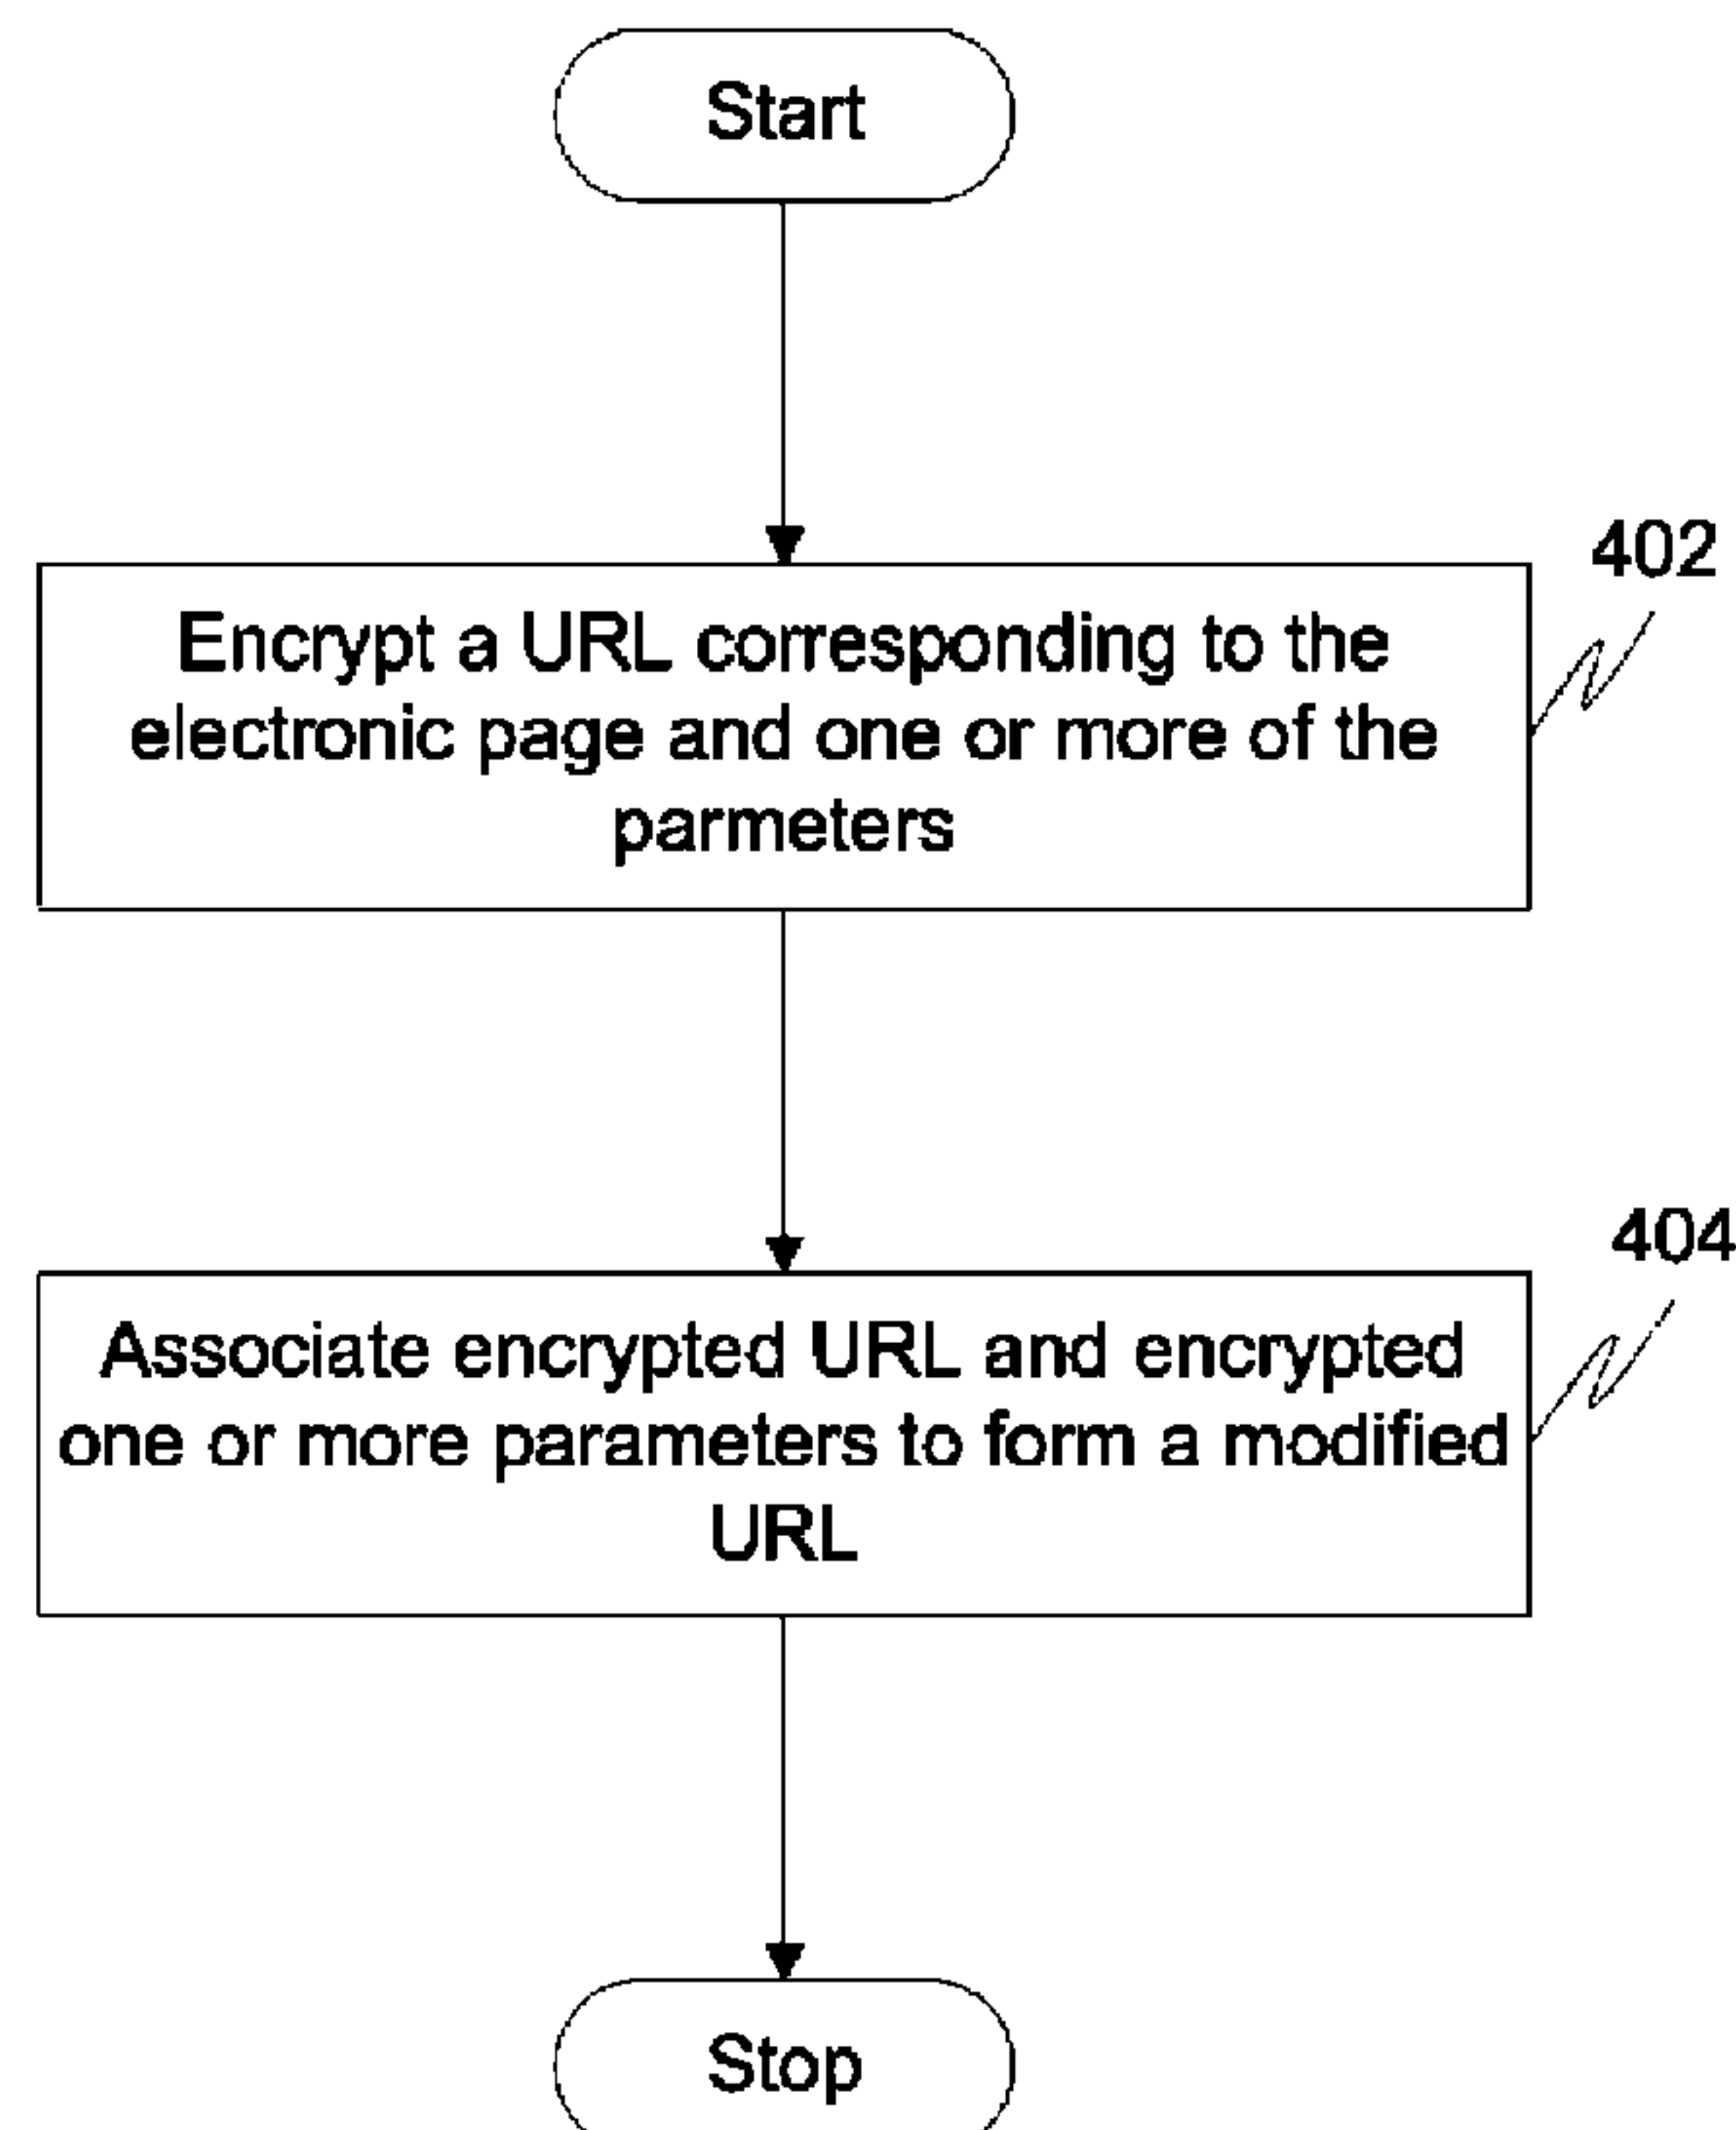 Start
402
Encrypt a URL corresponding to the
electronic page and one or more of the
parmeters
404
Associate encrypted URL and encrypted
one or more parameters to form a modified
URL
Stop